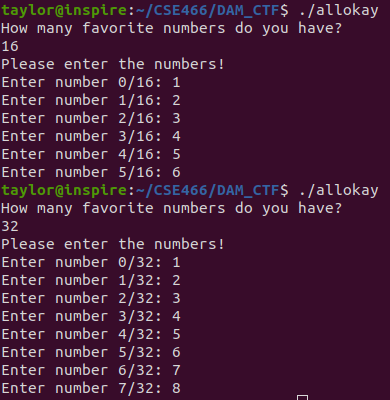 taylor@inspire:~/CSE466/DAM_CTF$ ./allokay
How many favorite numbers do you have?
16
Please enter the numbers!
Enter number 0/16: 1
Enter number 1/16: 2
Enter number 2/16: 3
Enter number 3/16: 4
Enter number 4/16: 5
Enter number 5/16: 6
taylor@inspire:~/CSE466/DAM_CTF$ ./allokay
How many favorite numbers do you have?
32
Please enter the numbers!
Enter number 0/32: 1
Enter number 1/32: 2
Enter number 2/32: 3
Enter number 3/32: 4
Enter number 4/32: 5
Enter number 5/32: 6
Enter number 6/32: 7
Enter number 7/32: 8